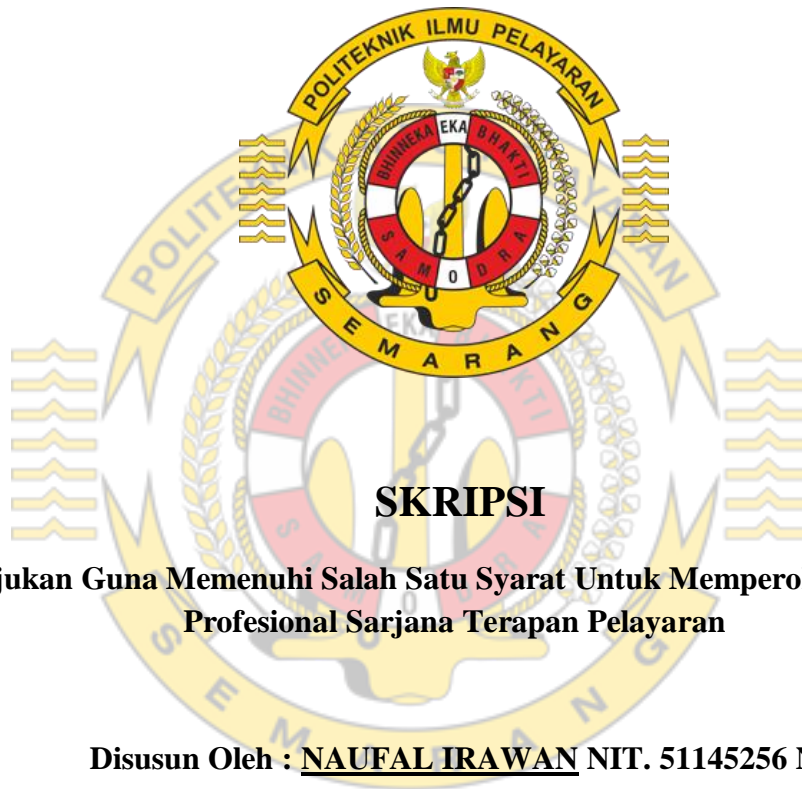 POLITEKNIK ILMU PELAYARAN
BHINNEKA EKA BHAKTI
SAMODRA
SEMARANG
SKRIPSI
jukan Guna Memenuhi Salah Satu Syarat Untuk Mempero
Profesional Sarjana Terapan Pelayaran
Disusun Oleh : NAUFAL IRAWAN NIT. 51145256 N